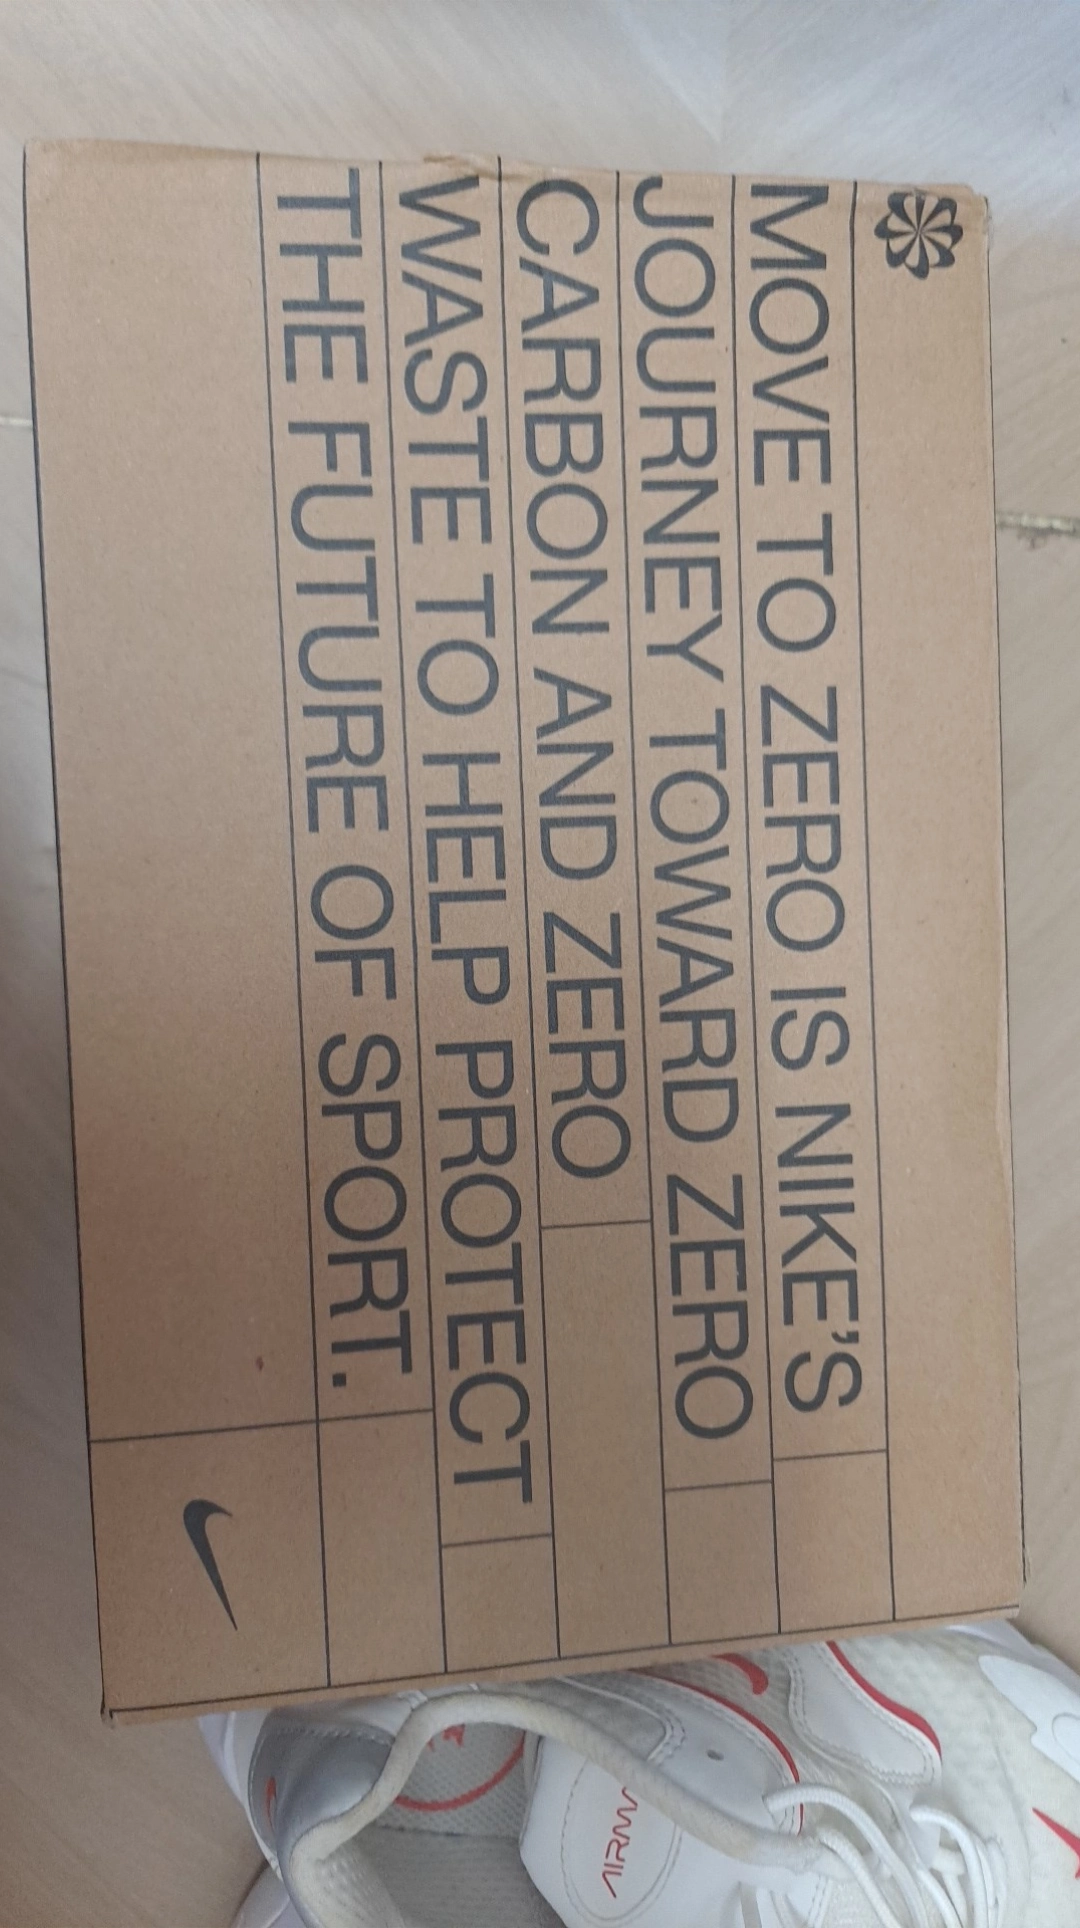 MOVE TO ZERO IS NIKE'S
JOURNEY TOWARD ZERO
CARBON AND ZERO
WASTE TO HELP PROTECT
THE FUTURE OF SPORT.